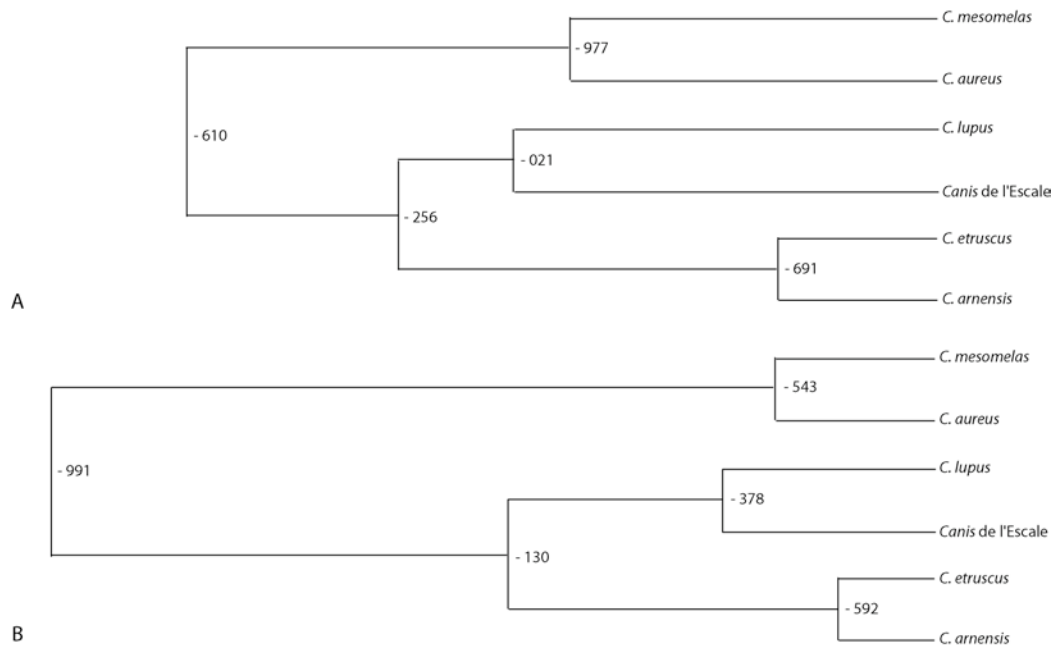 C. mesomelas
- 977
C. aureus
C. lupus
- 610
- 021
Canis de l'Escale
- 256
C. etruscus
- 691
C. arnensis
A
C. mesomelas
- 543
C. aureus
- 991
C. lupus
- 378
Canis de l'Escale
- 130
C. etruscus
- 592
C. arnensis
B